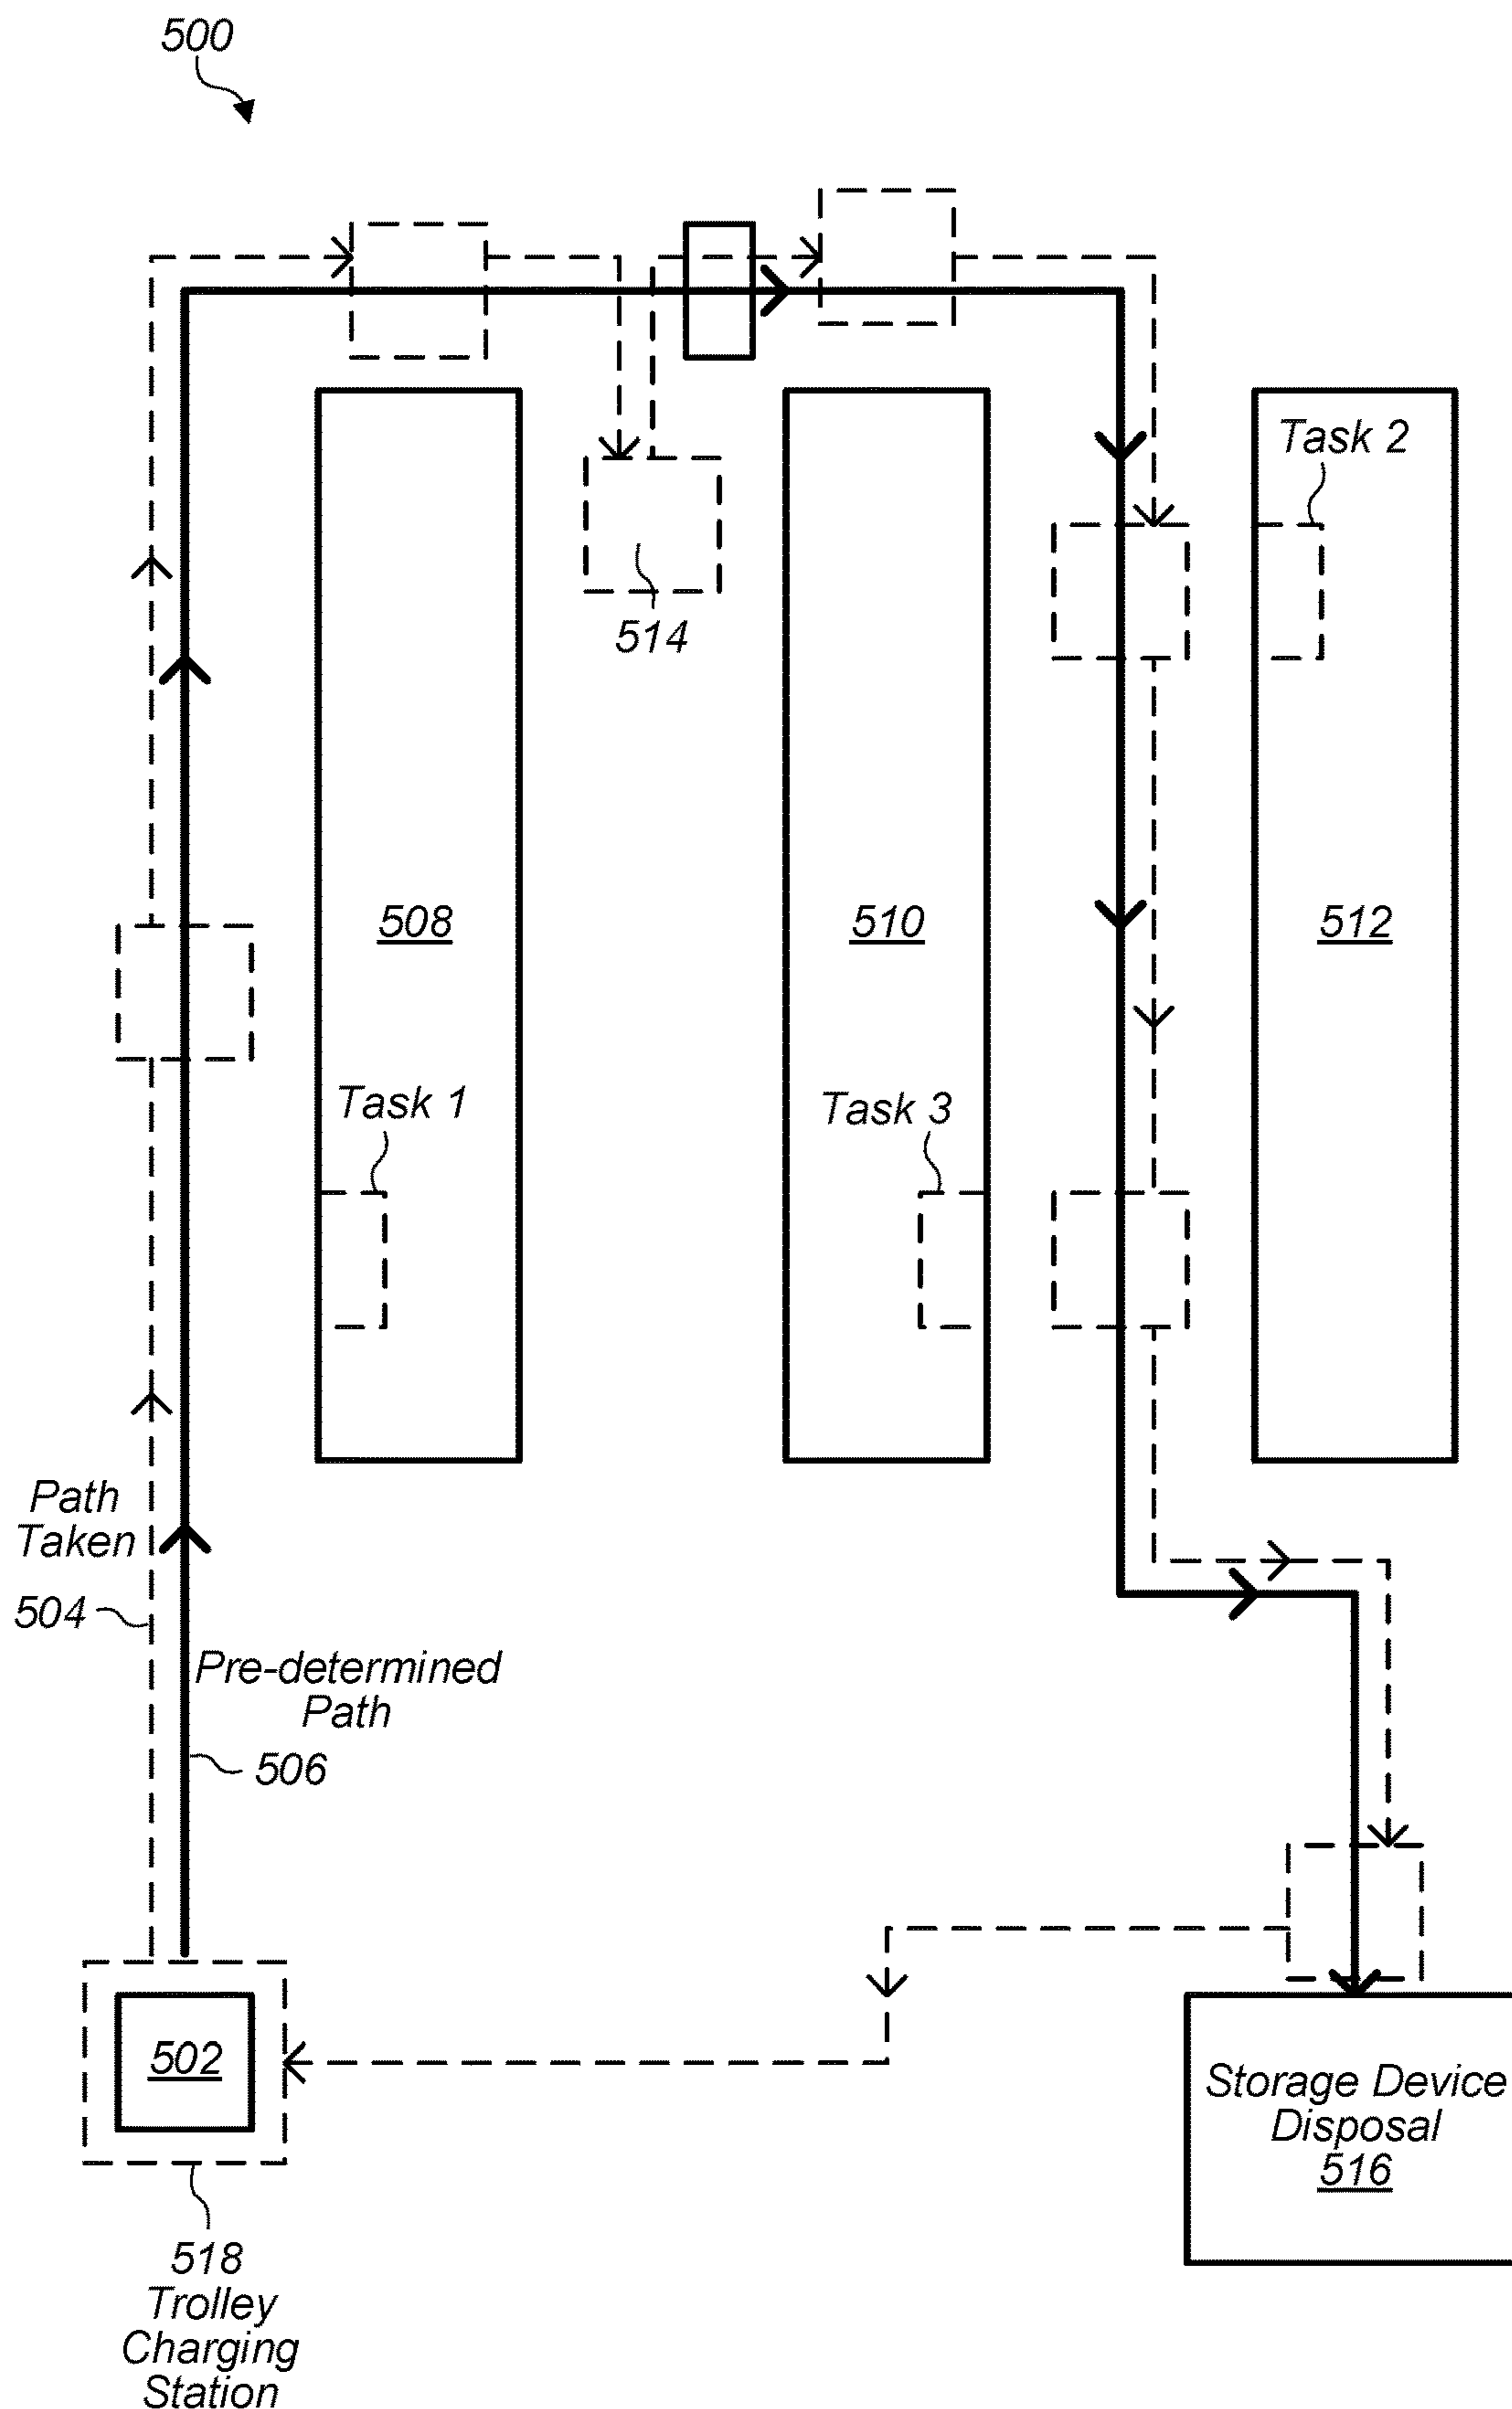 500
Task 2
514
508
510
512
Task 1
Task 3
Path
Taken
504
Pre-determined
Path
506
502
Storage Device
Disposal
516
518
Trolley
Charging
Station